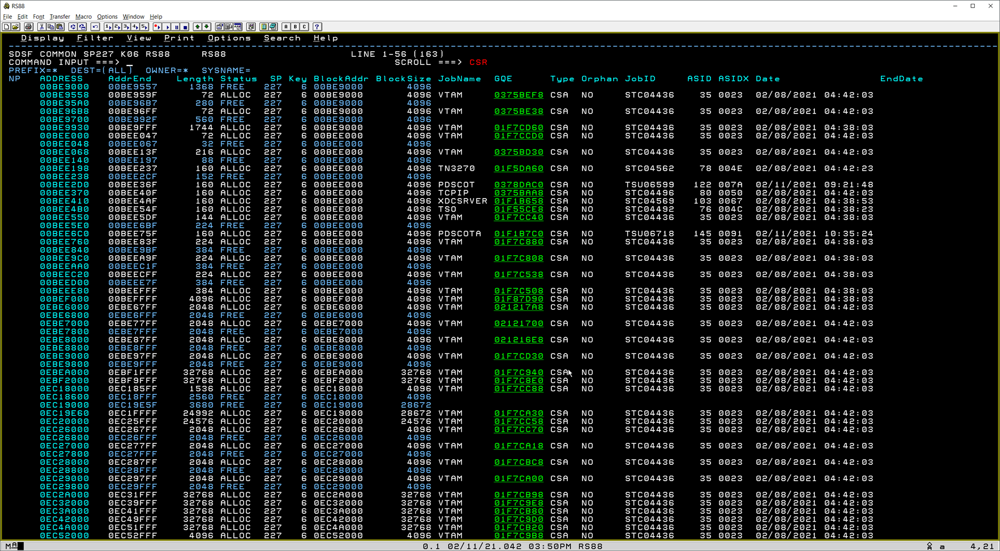 RS88
File Edit Font Transfer Macro Options Window Help
1 2 3 4 5 A B C ?
Display Filter View Print Options Search Help
SDSF COMMON SP227 K06 RS88 RS88 LINE 1-56 (163)
COMMAND INPUT ===> _ SCROLL ===> CSR
PREFIX=* DEST=(ALL) OWNER=* SYSNAME=
NP ADDRESS AddrEnd Length Status SP Key BlockAddr BlockSize JobName GQE Type Orphan JobID ASID ASIDX Date EndDate
00BE9000 00BE9557 1368 FREE 227 6 00BE9000 4096
00BE9558 00BE959F 72 ALLOC 227 6 00BE9000 4096 VTAM 0375BEF8 CSA NO STC04436 35 0023 02/08/2021 04:42:03
00BE95A0 00BE96B7 280 FREE 227 6 00BE9000 4096
00BE96B8 00BE96FF 72 ALLOC 227 6 00BE9000 4096 VTAM 0375BE38 CSA NO STC04436 35 0023 02/08/2021 04:42:03
00BE9700 00BE992F 560 FREE 227 6 00BE9000 4096
00BE9930 00BE9FFF 1744 ALLOC 227 6 00BE9000 4096 VTAM 01F7CD60 CSA NO STC04436 35 0023 02/08/2021 04:38:03
00BEE000 00BEE047 72 ALLOC 227 6 00BEE000 4096 VTAM 01F7CCD0 CSA NO STC04436 35 0023 02/08/2021 04:42:03
00BEE048 00BEE067 32 FREE 227 6 00BEE000 4096
00BEE068 00BEE13F 216 ALLOC 227 6 00BEE000 4096 VTAM 0375BD30 CSA NO STC04436 35 0023 02/08/2021 04:42:03
00BEE140 00BEE197 88 FREE 227 6 00BEE000 4096
00BEE198 00BEE237 160 ALLOC 227 6 00BEE000 4096 TN3270 01F5DA60 CSA NO STC04562 78 004E 02/08/2021 04:42:23
00BEE238 00BEE2CF 152 FREE 227 6 00BEE000 4096
00BEE2D0 00BEE36F 160 ALLOC 227 6 00BEE000 4096 PDSCOT 0378DAC0 CSA NO TSU06599 122 007A 02/11/2021 09:21:48
00BEE370 00BEE40F 160 ALLOC 227 6 00BEE000 4096 TCPIP 0375BAA8 CSA NO STC04496 80 0050 02/08/2021 04:42:03
00BEE410 00BEE4AF 160 ALLOC 227 6 00BEE000 4096 XDCSRVER 01F1B658 CSA NO STC04569 103 0067 02/08/2021 04:38:53
00BEE4B0 00BEE54F 160 ALLOC 227 6 00BEE000 4096 TSO 01F55CE8 CSA NO STC04492 76 004C 02/08/2021 04:38:23
00BEE550 00BEE5DF 144 ALLOC 227 6 00BEE000 4096 VTAM 01F7CC40 CSA NO STC04436 35 0023 02/08/2021 04:38:03
00BEE5E0 00BEE6BF 224 FREE 227 6 00BEE000 4096
00BEE6C0 00BEE75F 160 ALLOC 227 6 00BEE000 4096 PDSCOTA 01F1B7C0 CSA NO TSU06718 145 0091 02/11/2021 10:35:24
00BEE760 00BEE83F 224 ALLOC 227 6 00BEE000 4096 VTAM 01F7C880 CSA NO STC04436 35 0023 02/08/2021 04:38:03
00BEE840 00BEE9BF 384 FREE 227 6 00BEE000 4096
00BEE9C0 00BEEA9F 224 ALLOC 227 6 00BEE000 4096 VTAM 01F7C808 CSA NO STC04436 35 0023 02/08/2021 04:38:03
00BEEAA0 00BEEC1F 384 FREE 227 6 00BEE000 4096
00BEEC20 00BEECFF 224 ALLOC 227 6 00BEE000 4096 VTAM 01F7C538 CSA NO STC04436 35 0023 02/08/2021 04:38:03
00BEED00 00BEEE7F 384 FREE 227 6 00BEE000 4096
00BEEE80 00BEEFFF 384 ALLOC 227 6 00BEE000 4096 VTAM 01F7C508 CSA NO STC04436 35 0023 02/08/2021 04:38:03
00BEF000 00BEFFFF 4096 ALLOC 227 6 00BEF000 4096 VTAM 01F87D90 CSA NO STC04436 35 0023 02/08/2021 04:38:03
0EBE6000 0EBE67FF 2048 ALLOC 227 6 0EBE6000 4096 VTAM 021217A8 CSA NO STC04436 35 0023 02/08/2021 04:42:03
0EBE6800 0EBE6FFF 2048 FREE 227 6 0EBE6000 4096
0EBE7000 0EBE77FF 2048 ALLOC 227 6 0EBE7000 4096 VTAM 02121700 CSA NO STC04436 35 0023 02/08/2021 04:42:03
0EBE7800 0EBE7FFF 2048 FREE 227 6 0EBE7000 4096
0EBE8000 0EBE87FF 2048 ALLOC 227 6 0EBE8000 4096 VTAM 021216E8 CSA NO STC04436 35 0023 02/08/2021 04:42:03
0EBE8800 0EBE8FFF 2048 FREE 227 6 0EBE8000 4096
0EBE9000 0EBE97FF 2048 ALLOC 227 6 0EBE9000 4096 VTAM 01F7CD30 CSA NO STC04436 35 0023 02/08/2021 04:42:03
0EBE9800 0EBE9FFF 2048 FREE 227 6 0EBE9000 4096
0EBEA000 0EBF1FFF 32768 ALLOC 227 6 0EBEA000 32768 VTAM 01F7C940 CSA NO STC04436 35 0023 02/08/2021 04:42:03
0EBF2000 0EBF9FFF 32768 ALLOC 227 6 0EBF2000 32768 VTAM 01F7C8E0 CSA NO STC04436 35 0023 02/08/2021 04:42:03
0EC18000 0EC185FF 1536 ALLOC 227 6 0EC18000 4096 VTAM 01F7CC88 CSA NO STC04436 35 0023 02/08/2021 04:42:03
0EC18600 0EC18FFF 2560 FREE 227 6 0EC18000 4096
0EC19000 0EC19E5F 3680 FREE 227 6 0EC19000 28672
0EC19E60 0EC1FFFF 24992 ALLOC 227 6 0EC19000 28672 VTAM 01F7CA30 CSA NO STC04436 35 0023 02/08/2021 04:42:03
0EC20000 0EC25FFF 24576 ALLOC 227 6 0EC20000 24576 VTAM 01F7CC58 CSA NO STC04436 35 0023 02/08/2021 04:42:03
0EC26000 0EC267FF 2048 ALLOC 227 6 0EC26000 4096 VTAM 01F7CC70 CSA NO STC04436 35 0023 02/08/2021 04:42:03
0EC26800 0EC26FFF 2048 FREE 227 6 0EC26000 4096
0EC27000 0EC277FF 2048 ALLOC 227 6 0EC27000 4096 VTAM 01F7CA18 CSA NO STC04436 35 0023 02/08/2021 04:42:03
0EC27800 0EC27FFF 2048 FREE 227 6 0EC27000 4096
0EC28000 0EC287FF 2048 ALLOC 227 6 0EC28000 4096 VTAM 01F7CBC8 CSA NO STC04436 35 0023 02/08/2021 04:42:03
0EC28800 0EC28FFF 2048 FREE 227 6 0EC28000 4096
0EC29000 0EC297FF 2048 ALLOC 227 6 0EC29000 4096 VTAM 01F7CA00 CSA NO STC04436 35 0023 02/08/2021 04:42:03
0EC29800 0EC29FFF 2048 FREE 227 6 0EC29000 4096
0EC2A000 0EC31FFF 32768 ALLOC 227 6 0EC2A000 32768 VTAM 01F7CB98 CSA NO STC04436 35 0023 02/08/2021 04:42:03
0EC32000 0EC39FFF 32768 ALLOC 227 6 0EC32000 32768 VTAM 01F7C9E8 CSA NO STC04436 35 0023 02/08/2021 04:42:03
0EC3A000 0EC41FFF 32768 ALLOC 227 6 0EC3A000 32768 VTAM 01F7CB80 CSA NO STC04436 35 0023 02/08/2021 04:42:03
0EC42000 0EC49FFF 32768 ALLOC 227 6 0EC42000 32768 VTAM 01F7C9D0 CSA NO STC04436 35 0023 02/08/2021 04:42:03
0EC4A000 0EC51FFF 32768 ALLOC 227 6 0EC4A000 32768 VTAM 01F7CB20 CSA NO STC04436 35 0023 02/08/2021 04:42:03
0EC52000 0EC52FFF 4096 ALLOC 227 6 0EC52000 4096 VTAM 01F7C9B8 CSA NO STC04436 35 0023 02/08/2021 04:42:03
MA 0.1 02/11/21.042 03:50PM RS88 a 4,21